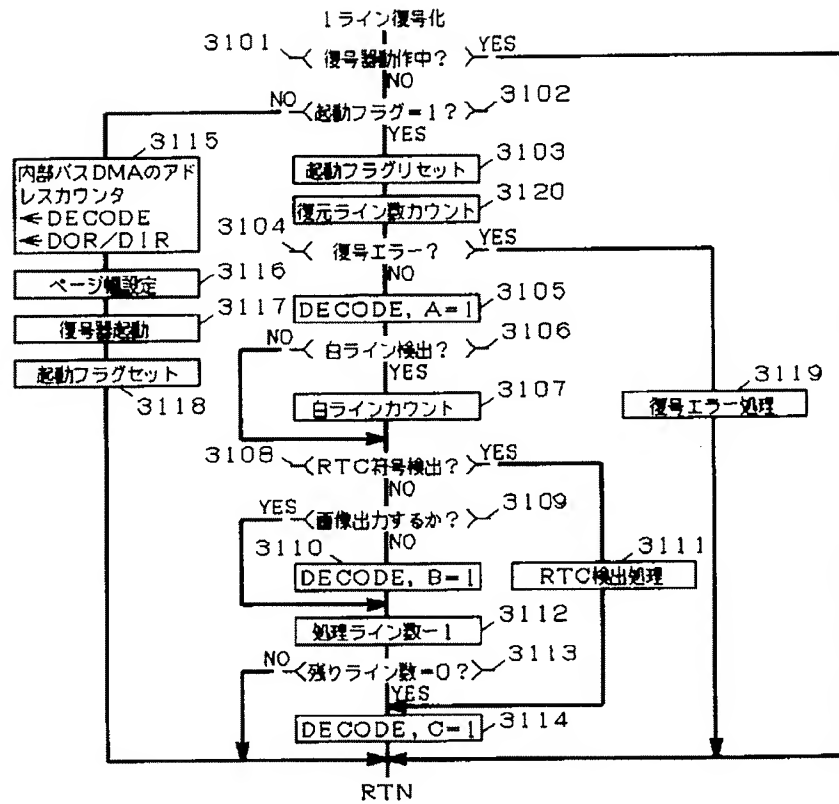 1ライン復号化
3101
復号器動作中?
YES
NO
NO
起動フラグ=1?
3102
YES
3115
内部バスDMAのアド
レスカウンタ
←DECODE
←DOR/DIR
起動フラグリセット
3103
復元ライン数カウント
3120
3104
復号エラー?
YES
NO
ページ幅設定
3116
DECODE, A=1
3105
復号器起動
3117
NO
白ライン検出?
3106
YES
起動フラグセット
3118
白ラインカウント
3107
復号エラー処理
3119
3108
RTC符号検出?
YES
NO
YES
画像出力するか?
3109
NO
3110
DECODE, B=1
RTC検出処理
3111
処理ライン数-1
3112
NO
残りライン数=0?
3113
YES
DECODE, C=1
3114
RTN